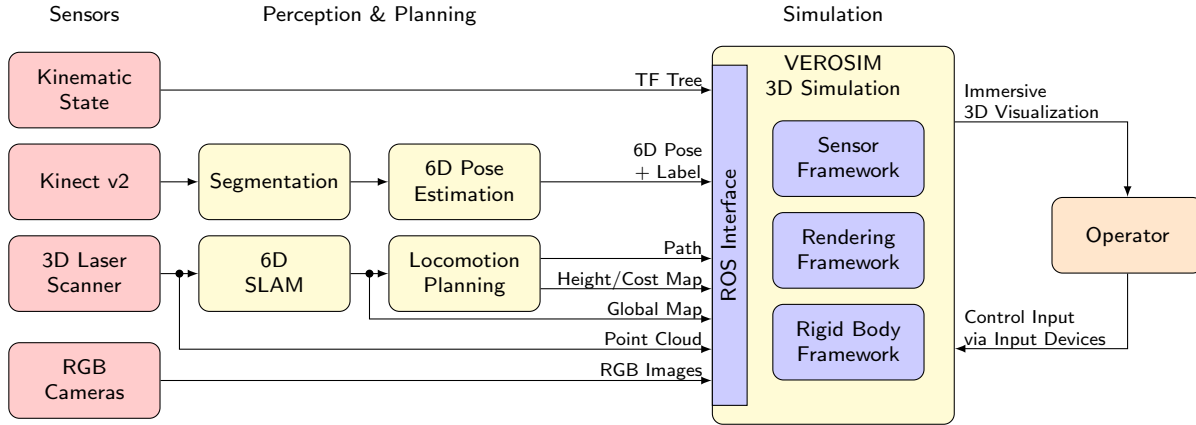 Sensors
Perception & Planning
Simulation
Kinematic
State
TF Tree
Kinect v2
Segmentation
6D Pose
Estimation
6D Pose
+ Label
3D Laser
Scanner
6D
SLAM
Locomotion
Planning
Path
Height/Cost Map
Global Map
Point Cloud
RGB
Cameras
RGB Images
ROS Interface
VEROSIM
3D Simulation
Sensor
Framework
Rendering
Framework
Rigid Body
Framework
Immersive
3D Visualization
Operator
Control Input
via Input Devices